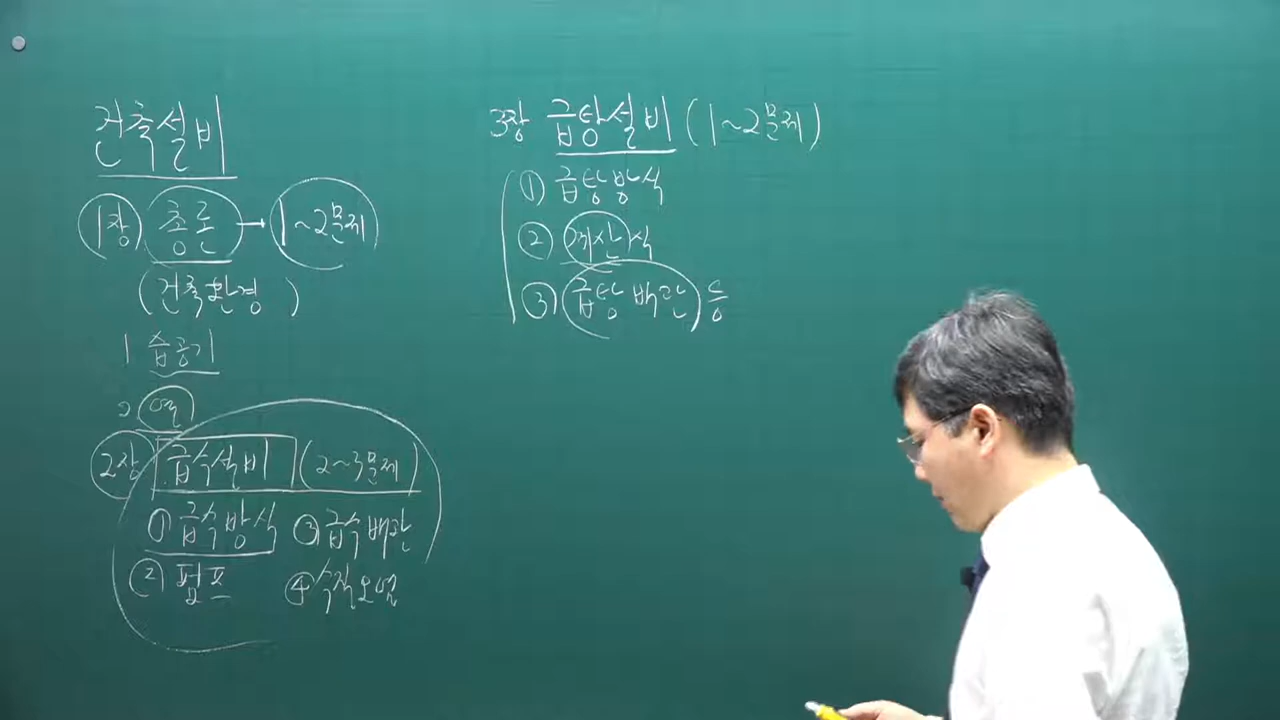 건축설비
1장 총론 → 1~2문제
(건축환경 )
1 습공기
2. 열
2장 급수설비 (2~3문제)
① 급수방식 ③ 급수배관
② 펌프 ④ 수질오염
3장 급탕설비 (1~2문제)
① 급탕방식
② 계산식
③ 급탕배관 등